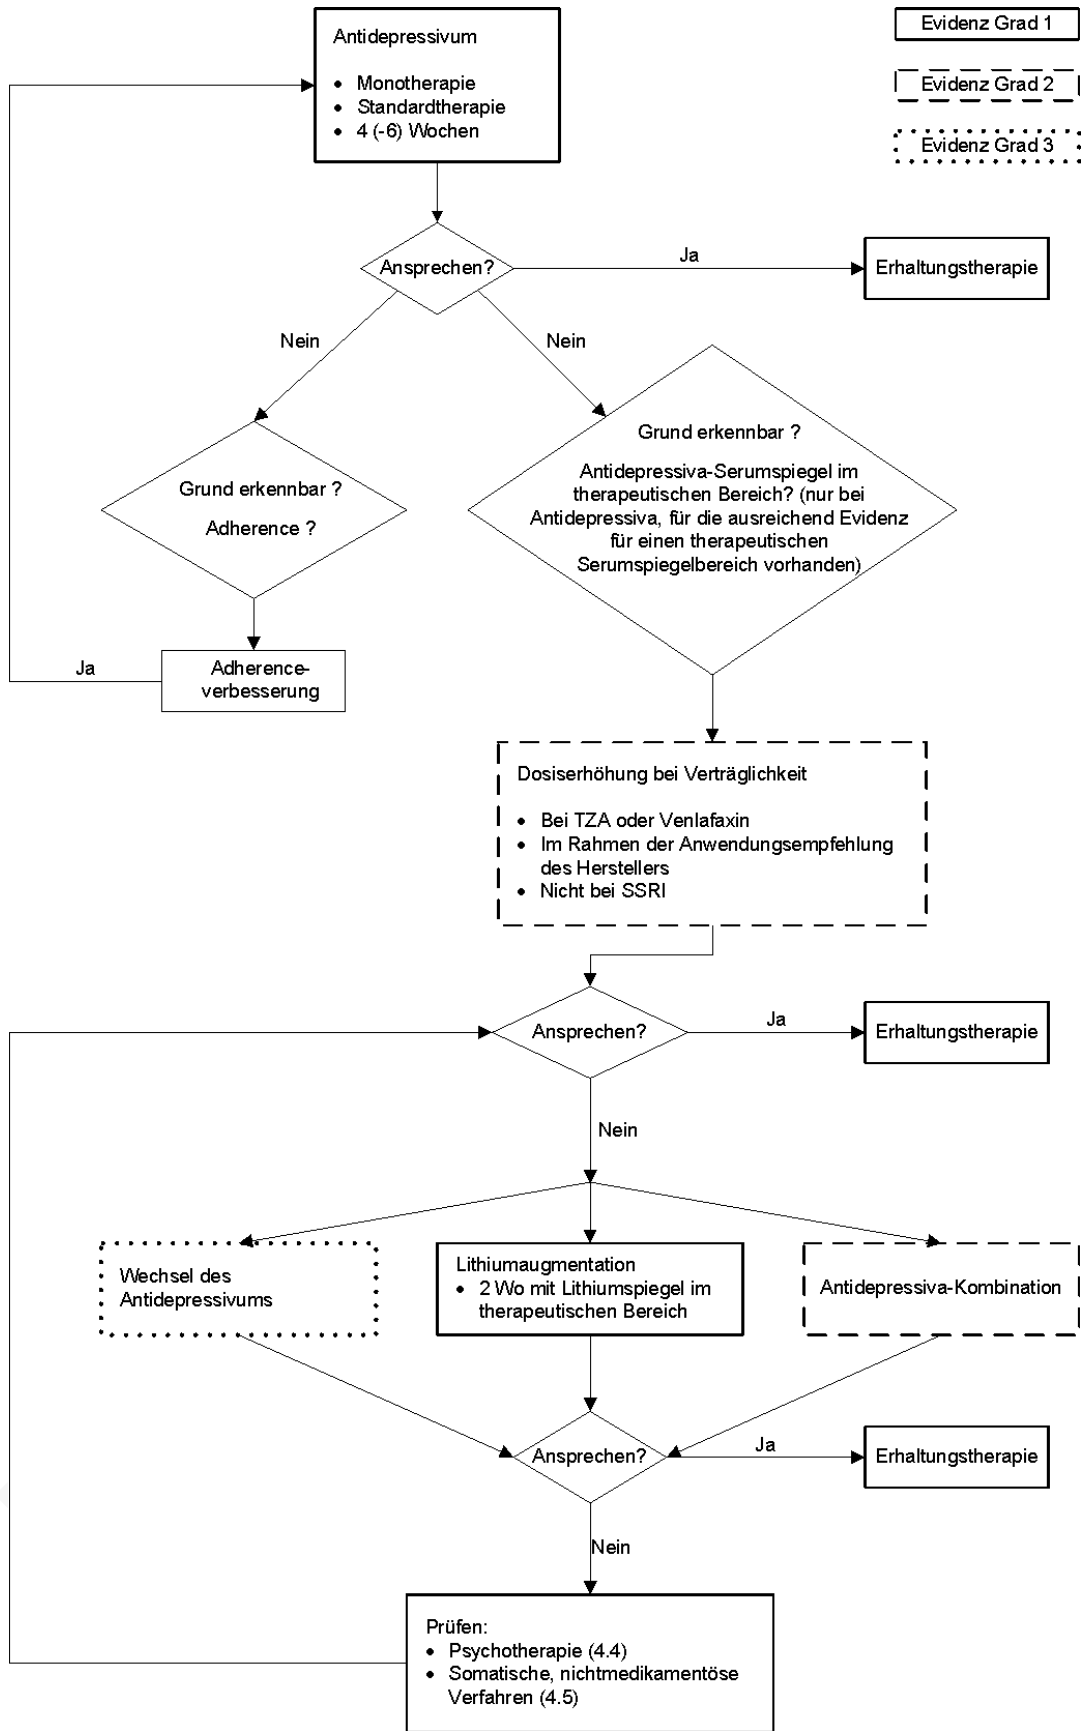 Antidepressivum
• Monotherapie
• Standardtherapie
• 4 (-6) Wochen
Evidenz Grad 1
Evidenz Grad 2
Evidenz Grad 3
Ansprechen?
Ja
Erhaltungstherapie
Nein
Nein
Grund erkennbar ?
Adherence ?
Grund erkennbar ?
Antidepressiva-Serumspiegel im
therapeutischen Bereich? (nur bei
Antidepressiva, für die ausreichend Evidenz
für einen therapeutischen
Serumspiegelbereich vorhanden)
Ja
Adherence-
verbesserung
Dosiserhöhung bei Verträglichkeit
• Bei TZA oder Venlafaxin
• Im Rahmen der Anwendungsempfehlung
des Herstellers
• Nicht bei SSRI
Ansprechen?
Ja
Erhaltungstherapie
Nein
Wechsel des
Antidepressivums
Lithiumaugmentation
• 2 Wo mit Lithiumspiegel im
therapeutischen Bereich
Antidepressiva-Kombination
Ansprechen?
Ja
Erhaltungstherapie
Nein
Prüfen:
• Psychotherapie (4.4)
• Somatische, nichtmedikamentöse
Verfahren (4.5)